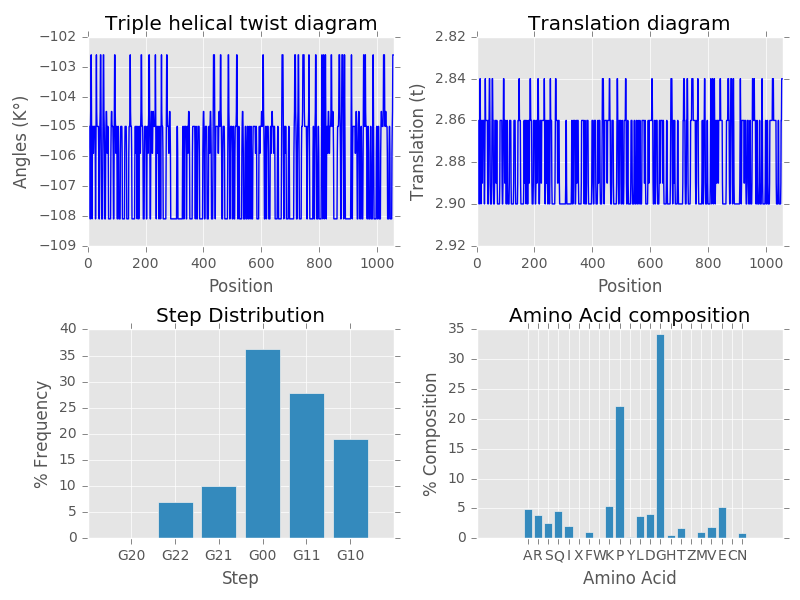 Triple helical twist diagram
−102
−103
−104
−105
−106
−107
−108
−109
Angles (K°)
0 200 400 600 800 1000
Position
Translation diagram
2.82
2.84
2.86
2.88
2.90
2.92
Translation (t)
0 200 400 600 800 1000
Position
Step Distribution
40
35
30
25
20
15
10
5
0
% Frequency
G20 G22 G21 G00 G11 G10
Step
Amino Acid composition
35
30
25
20
15
10
5
0
% Composition
A R S Q I X F W K P Y L D G H T Z M V E C N
Amino Acid